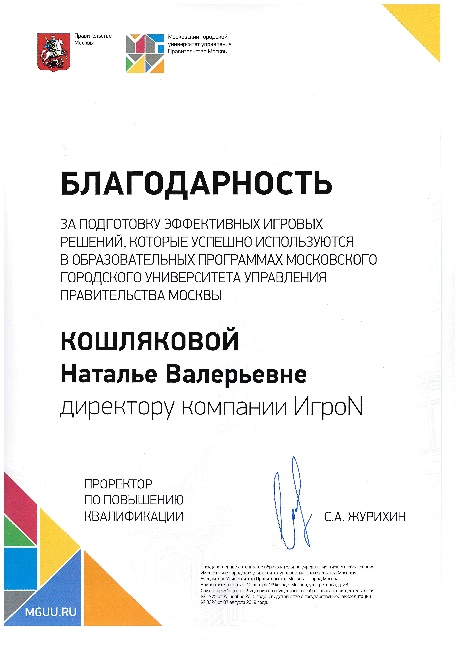 Правительство
Москвы
Московский городской
университет управления
Правительства Москвы
БЛАГОДАРНОСТЬ
ЗА ПОДГОТОВКУ ЭФФЕКТИВНЫХ ИГРОВЫХ
РЕШЕНИЙ, КОТОРЫЕ УСПЕШНО ИСПОЛЬЗУЮТСЯ
В ОБРАЗОВАТЕЛЬНЫХ ПРОГРАММАХ МОСКОВСКОГО
ГОРОДСКОГО УНИВЕРСИТЕТА УПРАВЛЕНИЯ
ПРАВИТЕЛЬСТВА МОСКВЫ
КОШЛЯКОВОЙ
Наталье Валерьевне
директору компании ИгроN
ПРОРЕКТОР
ПО ПОВЫШЕНИЮ
КВАЛИФИКАЦИИ
С.А. ЖУРИХИН
MGUU.RU